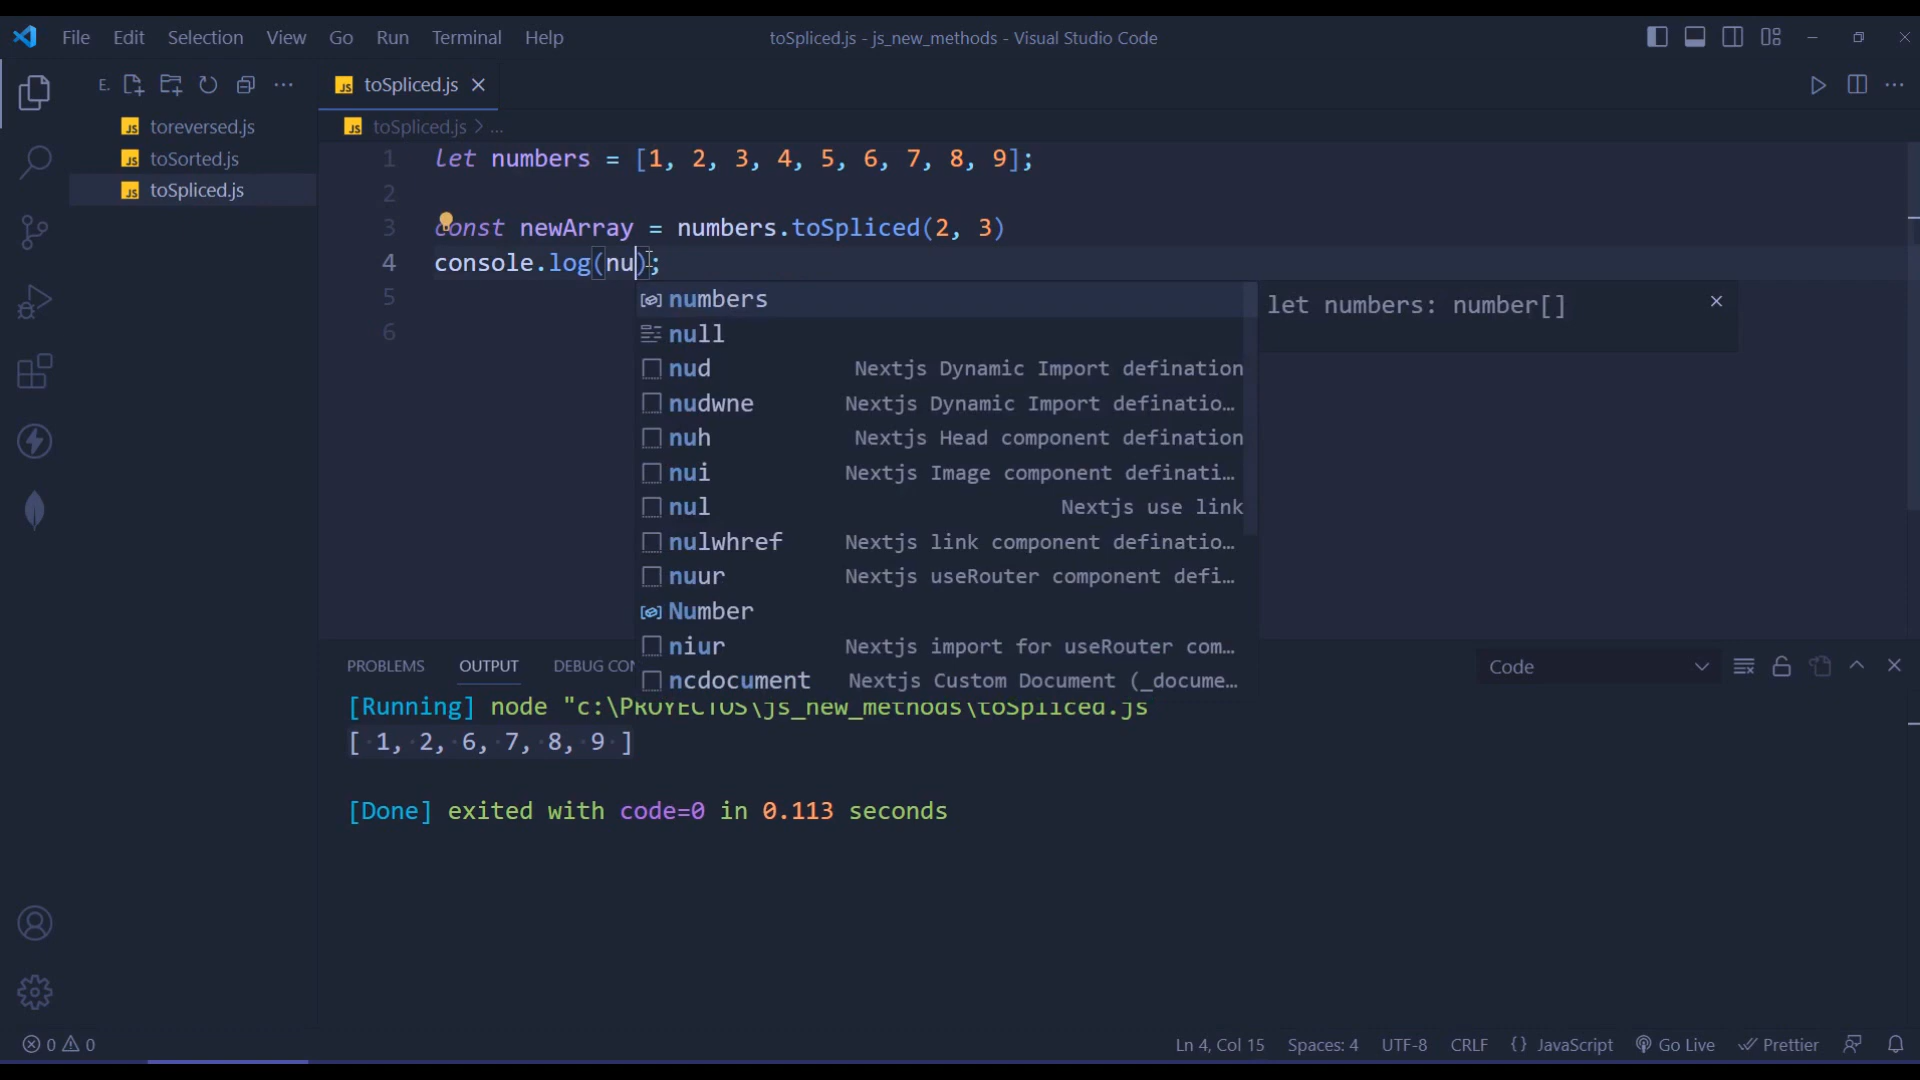 File Edit Selection View Go Run Terminal Help
toSpliced.js - js_new_methods - Visual Studio Code
E.
toSpliced.js
toreversed.js
toSorted.js
toSpliced.js
toSpliced.js > ...
1 let numbers = [1, 2, 3, 4, 5, 6, 7, 8, 9];
2
3 const newArray = numbers.toSpliced(2, 3)
4 console.log(nu);
5
6
numbers
null
nud Nextjs Dynamic Import defination
nudwne Nextjs Dynamic Import definatio…
nuh Nextjs Head component defination
nui Nextjs Image component definati…
nul Nextjs use link
nulwhref Nextjs link component definatio…
nuur Nextjs useRouter component defi…
Number
niur Nextjs import for useRouter com…
ncdocument Nextjs Custom Document (_docume…
let numbers: number[]
PROBLEMS OUTPUT DEBUG CON
Code
[Running] node "c:\PROYECTOS\js_new_methods\toSpliced.js
[ 1, 2, 6, 7, 8, 9 ]
[Done] exited with code=0 in 0.113 seconds
0 0
Ln 4, Col 15 Spaces: 4 UTF-8 CRLF {} JavaScript Go Live Prettier